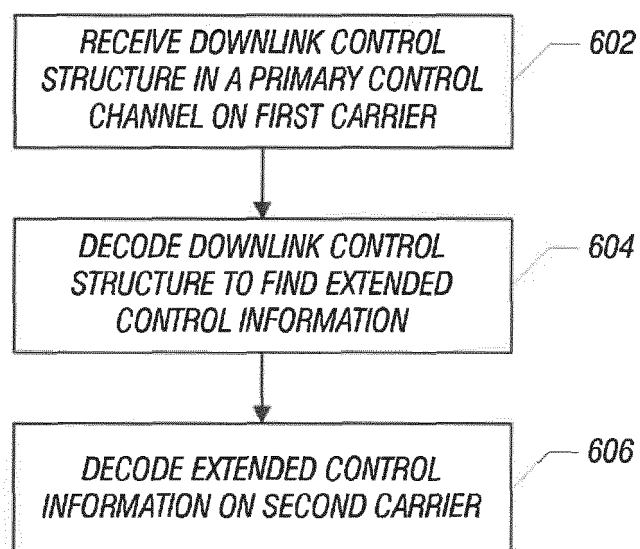 RECEIVE DOWNLINK CONTROL
STRUCTURE IN A PRIMARY CONTROL
CHANNEL ON FIRST CARRIER
602
DECODE DOWNLINK CONTROL
STRUCTURE TO FIND EXTENDED
CONTROL INFORMATION
604
DECODE EXTENDED CONTROL
INFORMATION ON SECOND CARRIER
606